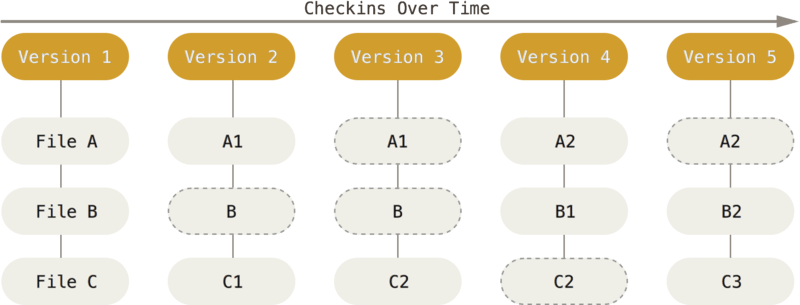 Checkins Over Time
Version 1 Version 2 Version 3 Version 4 Version 5
File A A1 A1 A2 A2
File B B B B1 B2
File C C1 C2 C2 C3